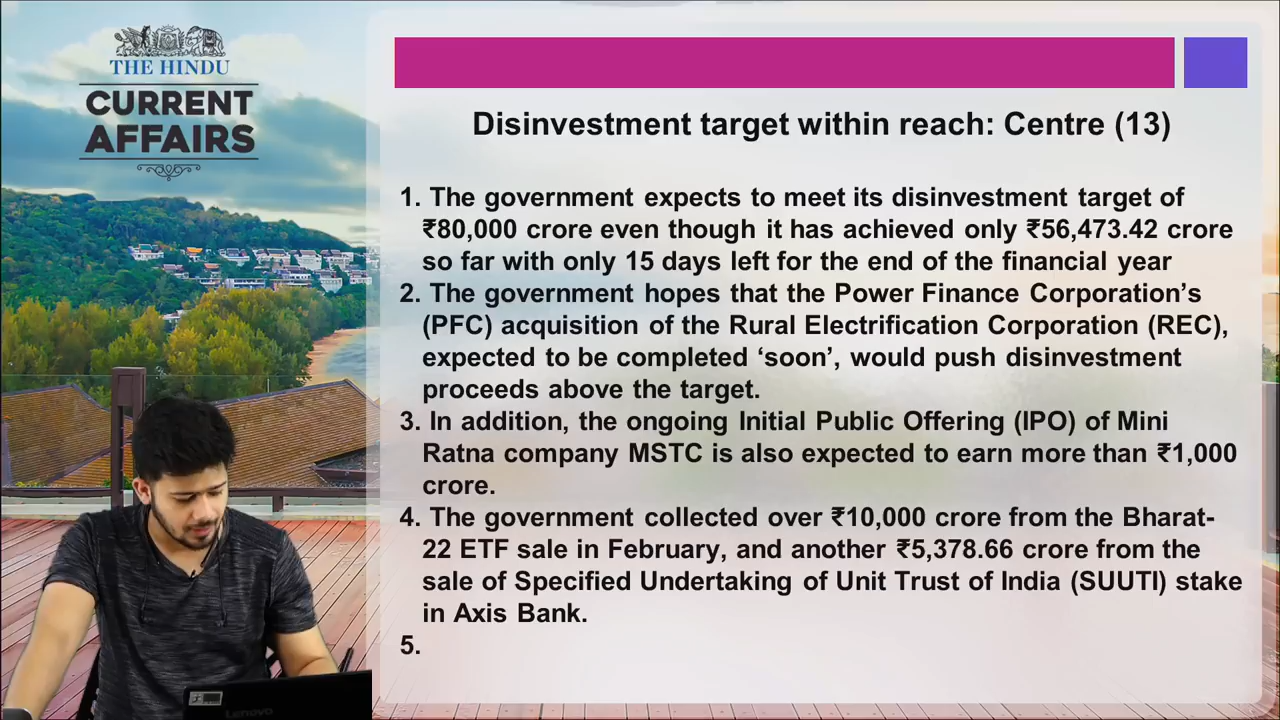 THE HINDU
CURRENT
AFFAIRS
Disinvestment target within reach: Centre (13)
1. The government expects to meet its disinvestment target of
₹80,000 crore even though it has achieved only ₹56,473.42 crore
so far with only 15 days left for the end of the financial year
2. The government hopes that the Power Finance Corporation’s
(PFC) acquisition of the Rural Electrification Corporation (REC),
expected to be completed ‘soon’, would push disinvestment
proceeds above the target.
3. In addition, the ongoing Initial Public Offering (IPO) of Mini
Ratna company MSTC is also expected to earn more than ₹1,000
crore.
4. The government collected over ₹10,000 crore from the Bharat-
22 ETF sale in February, and another ₹5,378.66 crore from the
sale of Specified Undertaking of Unit Trust of India (SUUTI) stake
in Axis Bank.
5.
Lenovo